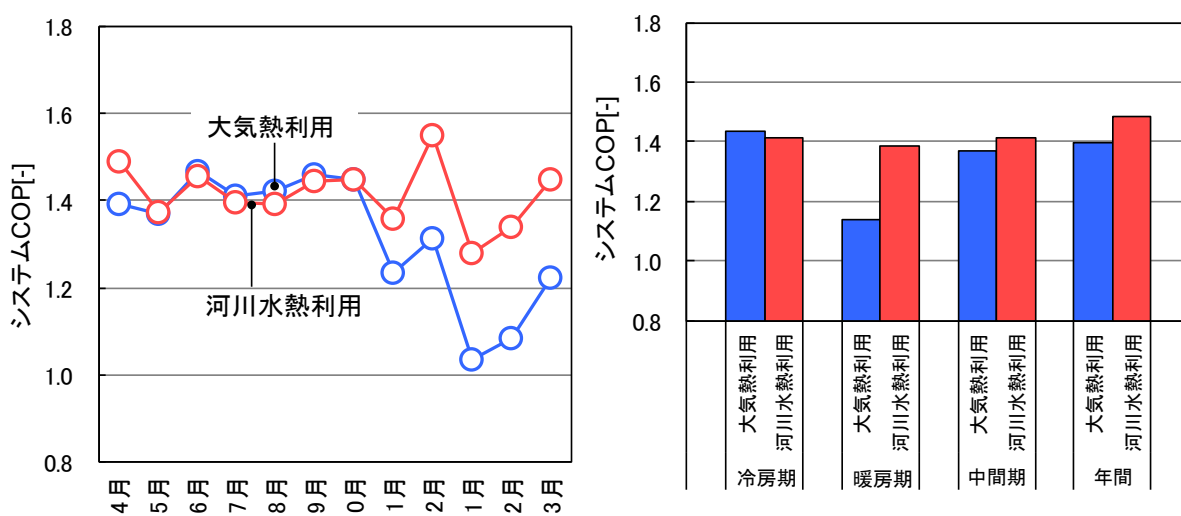 1.8
1.6
1.4
1.2
1.0
0.8
システムCOP[-]
大気熱利用
河川水熱利用
4月
5月
6月
7月
8月
9月
0月
1月
2月
1月
2月
3月
1.8
1.6
1.4
1.2
1.0
0.8
システムCOP[-]
大気熱利用
河川水熱利用
大気熱利用
河川水熱利用
大気熱利用
河川水熱利用
大気熱利用
河川水熱利用
冷房期
暖房期
中間期
年間